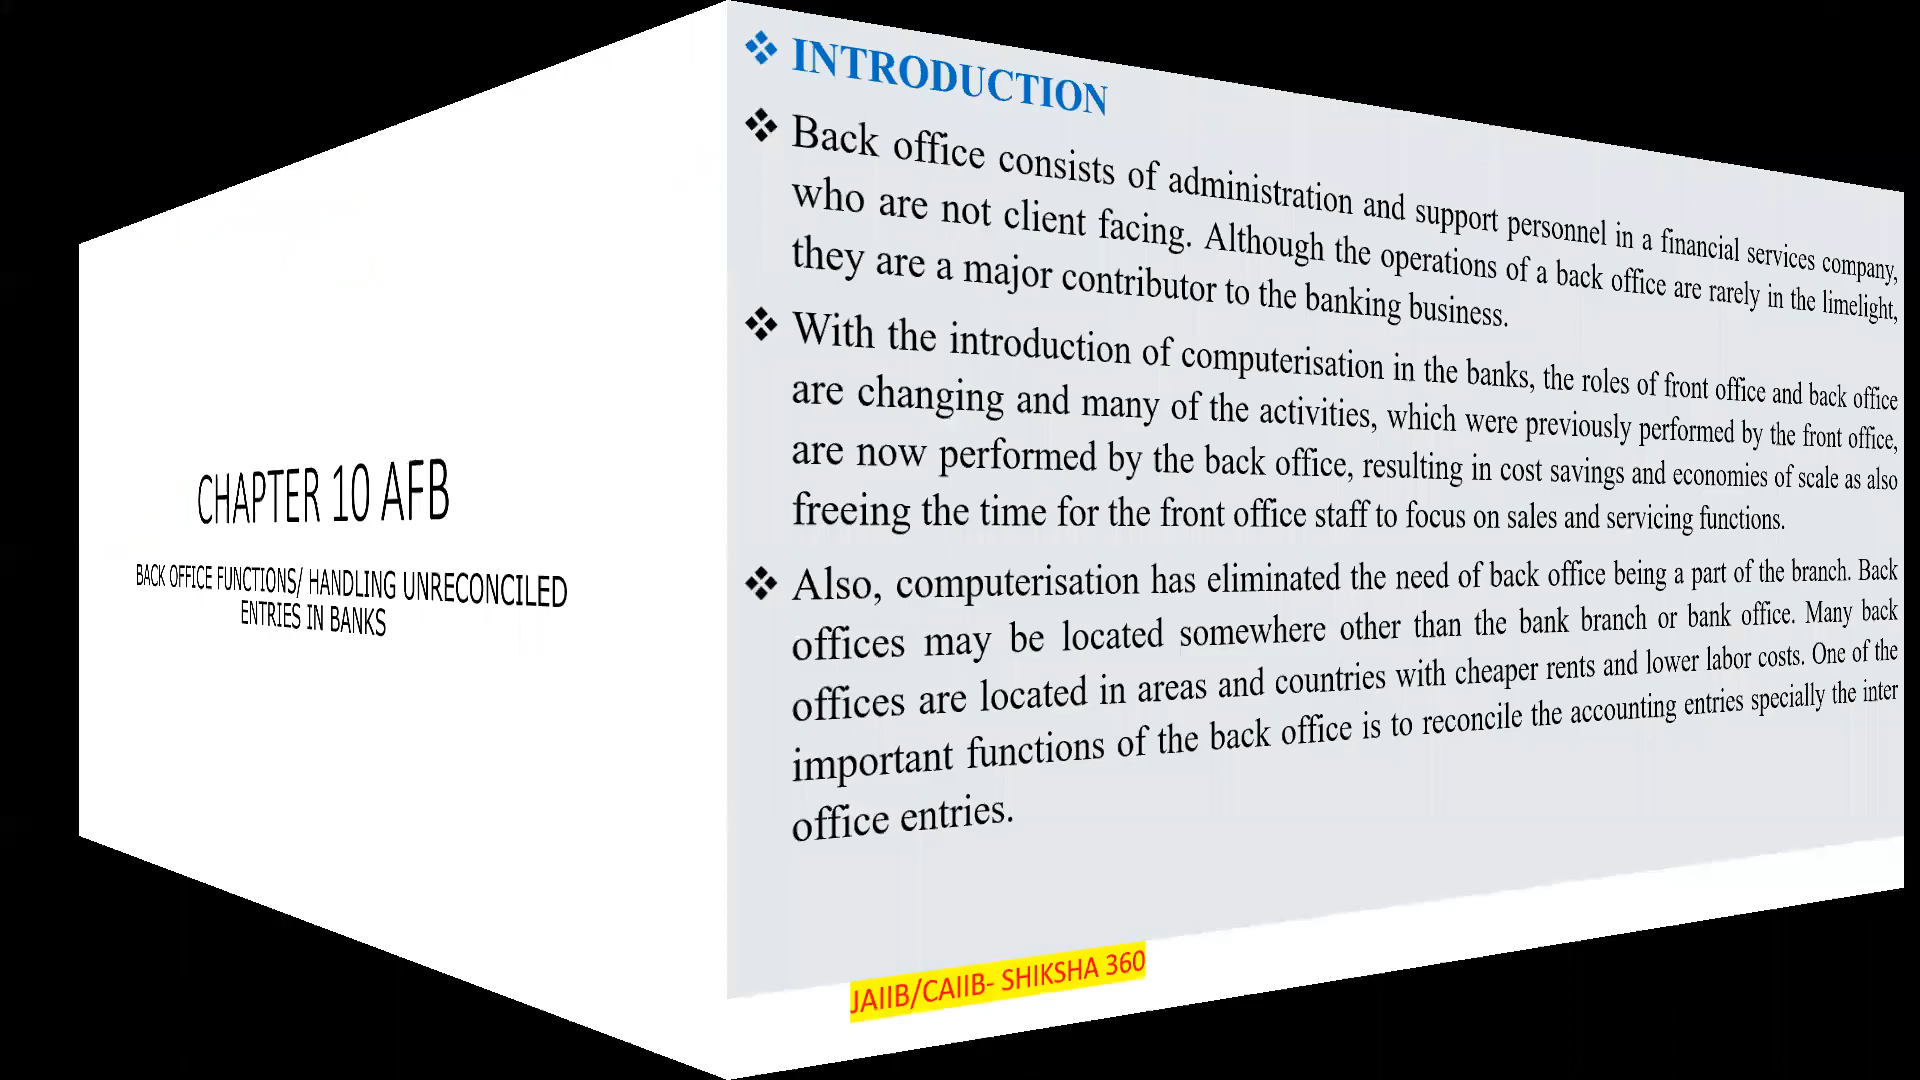 CHAPTER 10 AFB
BACK OFFICE FUNCTIONS/ HANDLING UNRECONCILED
ENTRIES IN BANKS
INTRODUCTION
Back office consists of administration and support personnel in a financial services company,
who are not client facing. Although the operations of a back office are rarely in the limelight,
they are a major contributor to the banking business.
With the introduction of computerisation in the banks, the roles of front office and back office
are changing and many of the activities, which were previously performed by the front office,
are now performed by the back office, resulting in cost savings and economies of scale as also
freeing the time for the front office staff to focus on sales and servicing functions.
Also, computerisation has eliminated the need of back office being a part of the branch. Back
offices may be located somewhere other than the bank branch or bank office. Many back
offices are located in areas and countries with cheaper rents and lower labor costs. One of the
important functions of the back office is to reconcile the accounting entries specially the inter
office entries.
JAIIB/CAIIB- SHIKSHA 360